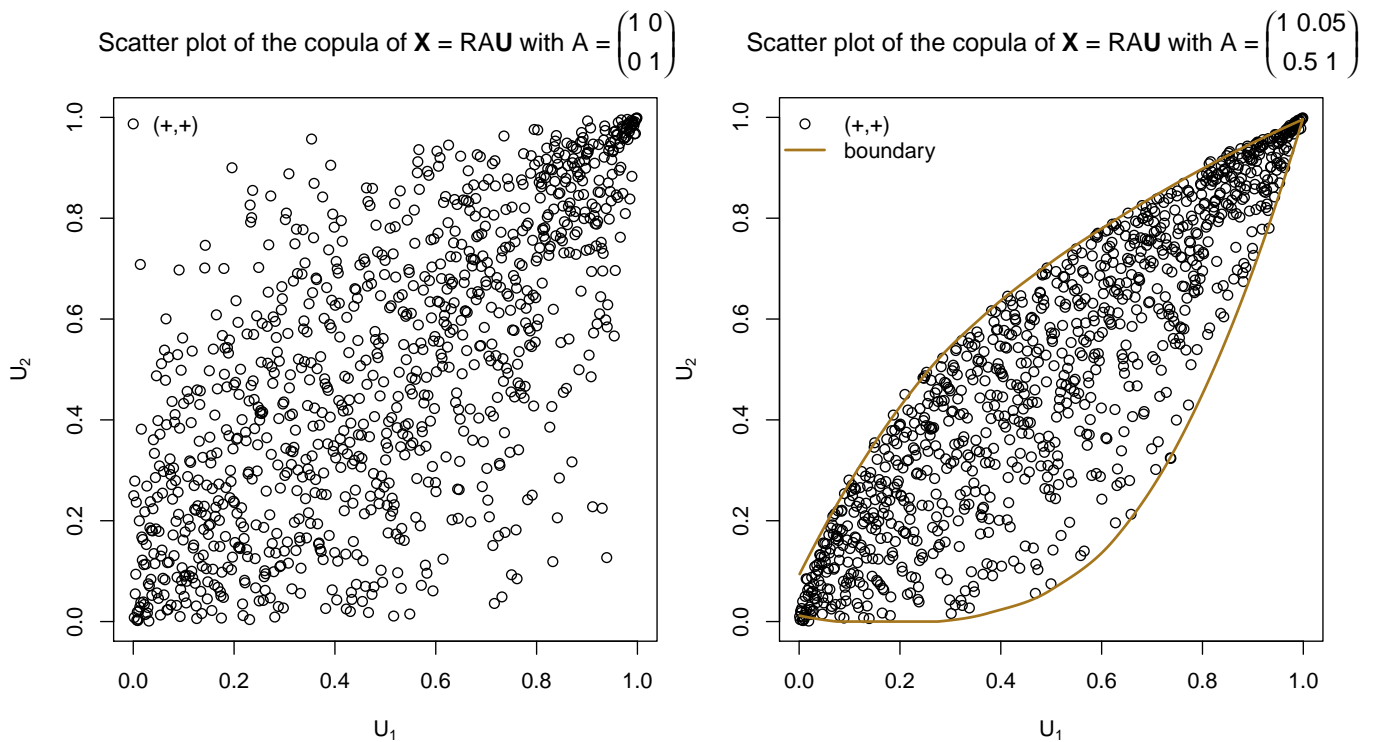 Scatter plot of the copula of X = RAU with A = (1 0
0 1)
(+,+)
U2
0.0 0.2 0.4 0.6 0.8 1.0
0.0 0.2 0.4 0.6 0.8 1.0
U1
Scatter plot of the copula of X = RAU with A = (1 0.05
0.5 1)
(+,+)
boundary
U2
0.0 0.2 0.4 0.6 0.8 1.0
0.0 0.2 0.4 0.6 0.8 1.0
U1